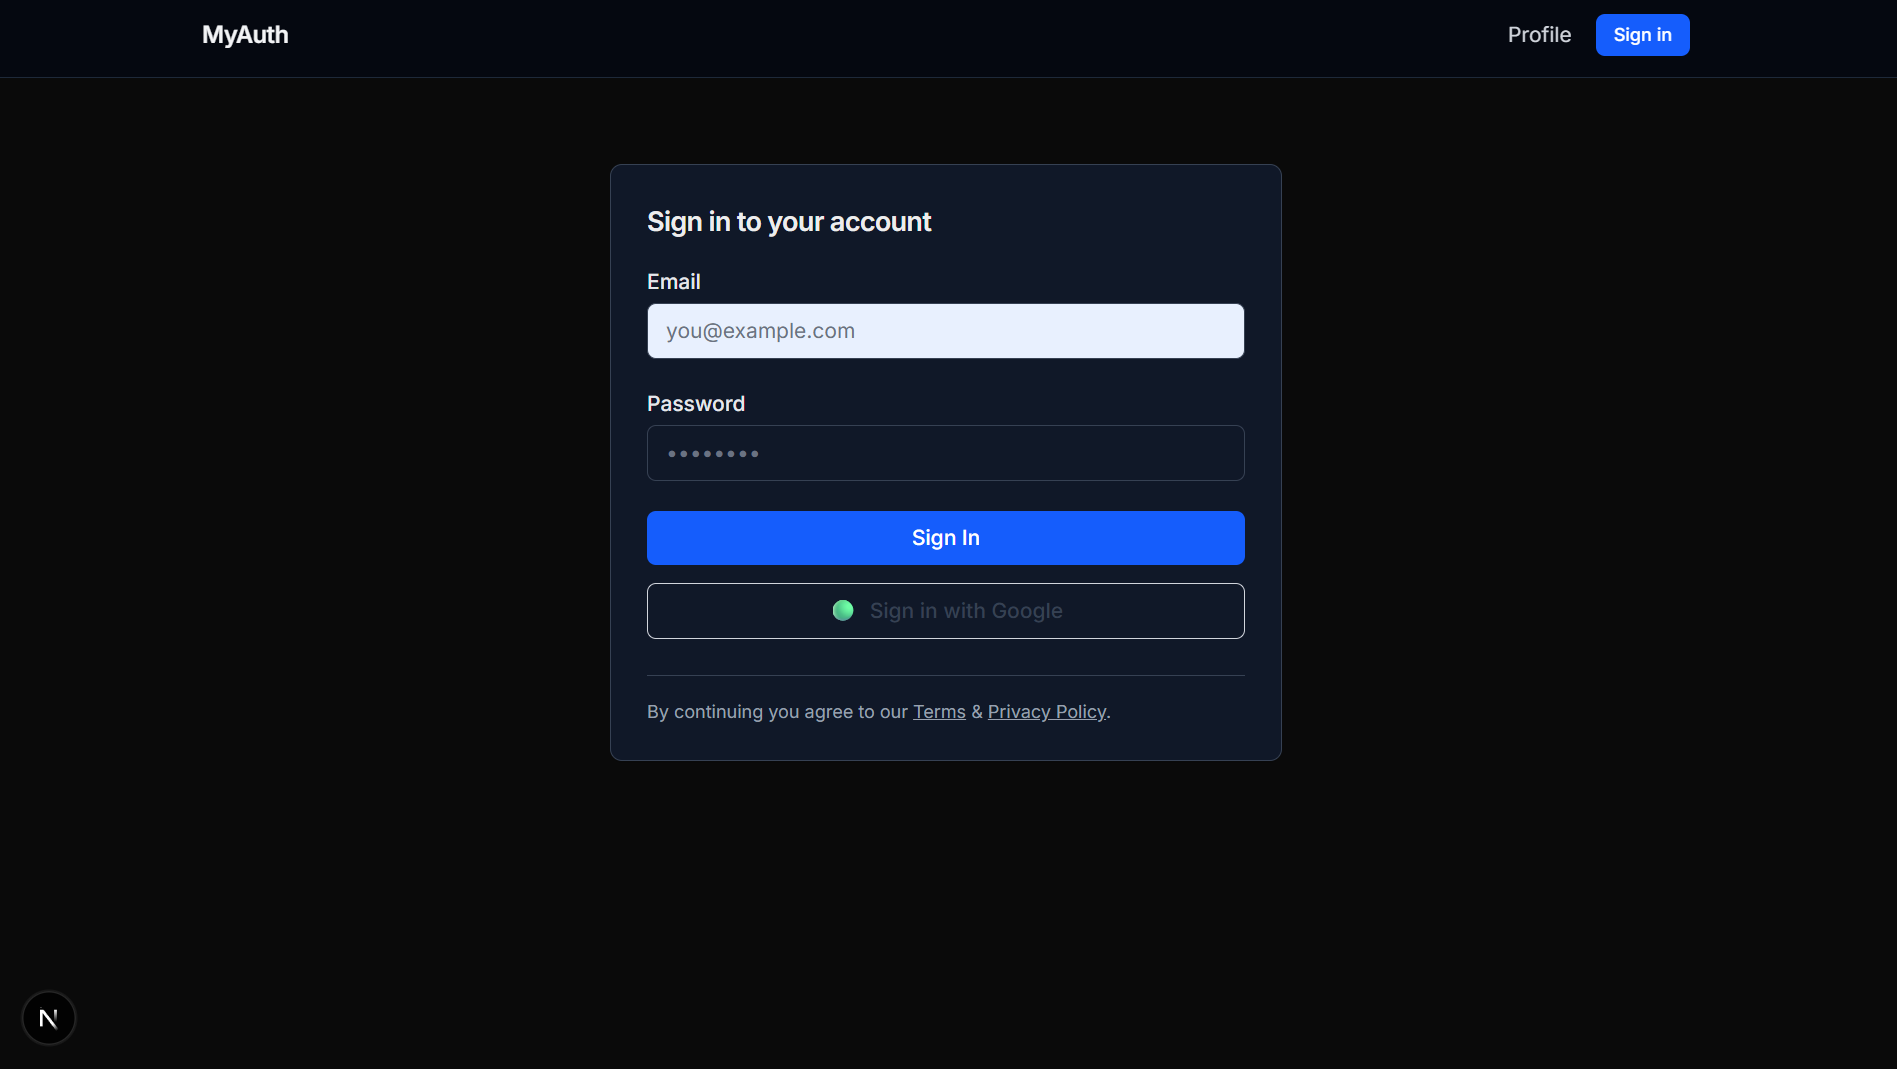 MyAuth
Profile
Sign in
Sign in to your account
Email
you@example.com
Password
••••••••
Sign In
Sign in with Google
By continuing you agree to our Terms & Privacy Policy.
N